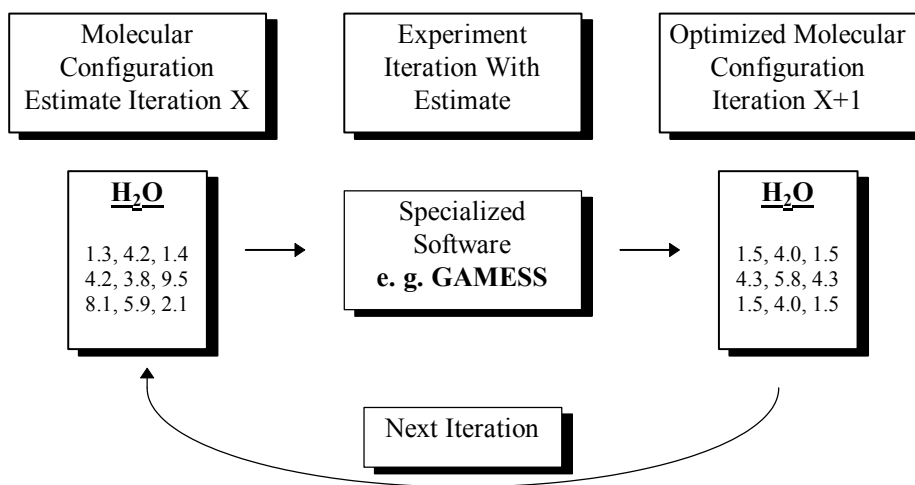 Molecular
Configuration
Estimate Iteration X
Experiment
Iteration With
Estimate
Optimized Molecular
Configuration
Iteration X+1
H₂O
1.3, 4.2, 1.4
4.2, 3.8, 9.5
8.1, 5.9, 2.1
Specialized
Software
e. g. GAMESS
H₂O
1.5, 4.0, 1.5
4.3, 5.8, 4.3
1.5, 4.0, 1.5
Next Iteration